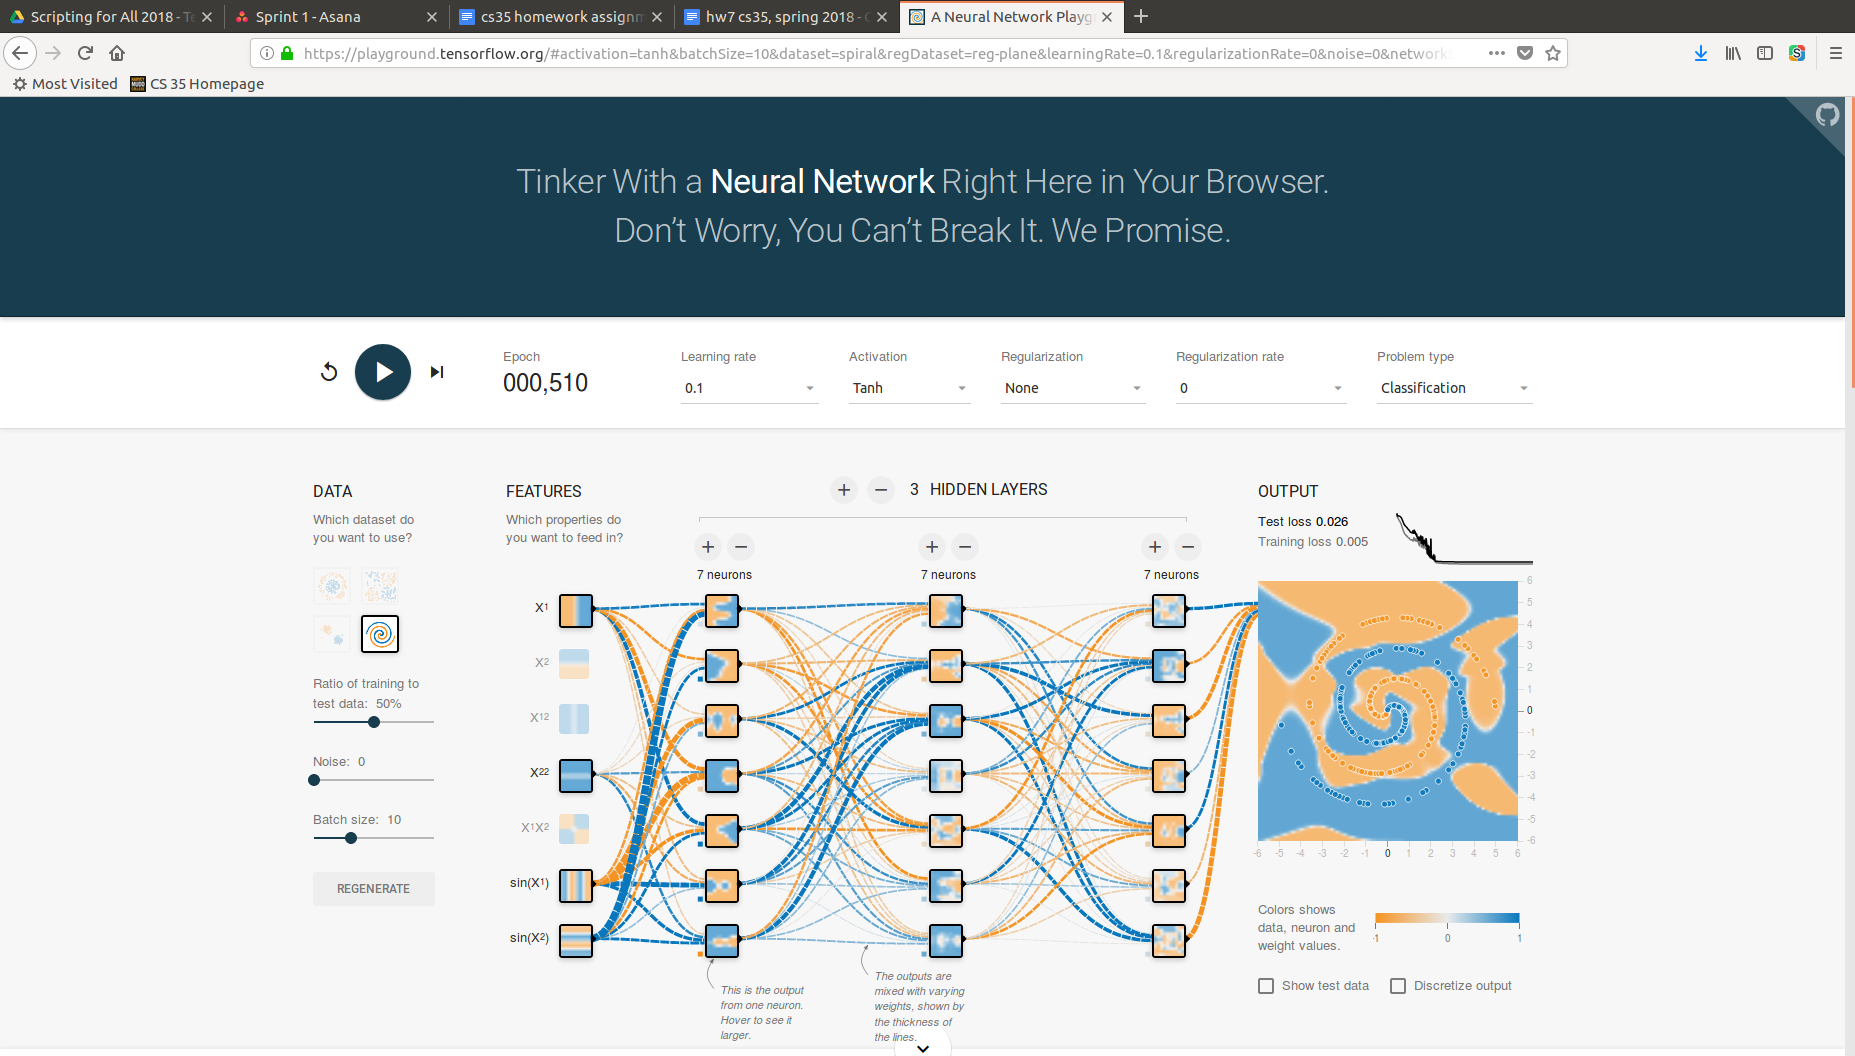 Scripting for All 2018 - Te
Sprint 1 - Asana
cs35 homework assignm
hw7 cs35, spring 2018 - G
A Neural Network Playg
https://playground.tensorflow.org/#activation=tanh&batchSize=10&dataset=spiral&regDataset=reg-plane&learningRate=0.1&regularizationRate=0&noise=0&networkS
Most Visited
CS 35 Homepage
Tinker With a Neural Network Right Here in Your Browser.
Don't Worry, You Can't Break It. We Promise.
Epoch
000,510
Learning rate
0.1
Activation
Tanh
Regularization
None
Regularization rate
0
Problem type
Classification
DATA
Which dataset do
you want to use?
Ratio of training to
test data: 50%
Noise: 0
Batch size: 10
REGENERATE
FEATURES
Which properties do
you want to feed in?
X1
X2
X12
X22
X1X2
sin(X1)
sin(X2)
+ − 3 HIDDEN LAYERS
+ −
7 neurons
+ −
7 neurons
+ −
7 neurons
This is the output
from one neuron.
Hover to see it
larger.
The outputs are
mixed with varying
weights, shown by
the thickness of
the lines.
OUTPUT
Test loss 0.026
Training loss 0.005
6
5
4
3
2
1
0
-1
-2
-3
-4
-5
-6
-6 -5 -4 -3 -2 -1 0 1 2 3 4 5 6
Colors shows
data, neuron and
weight values.
-1 0 1
Show test data
Discretize output